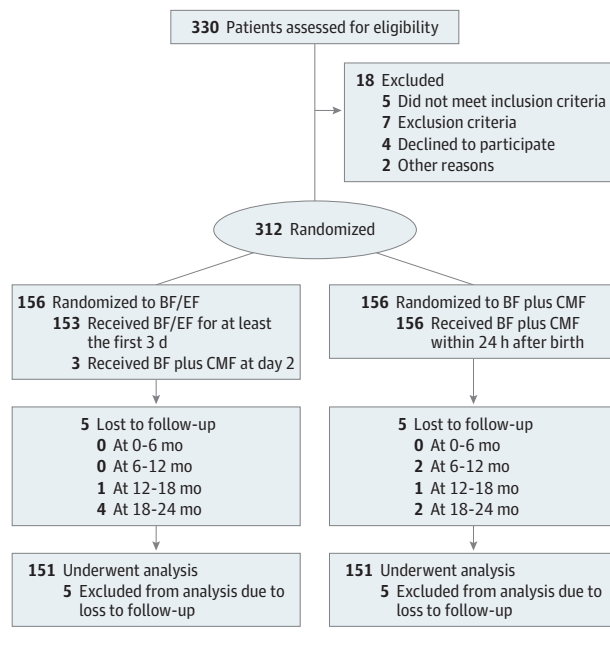 330 Patients assessed for eligibility
18 Excluded
5 Did not meet inclusion criteria
7 Exclusion criteria
4 Declined to participate
2 Other reasons
312 Randomized
156 Randomized to BF/EF
153 Received BF/EF for at least
the first 3 d
3 Received BF plus CMF at day 2
156 Randomized to BF plus CMF
156 Received BF plus CMF
within 24 h after birth
5 Lost to follow-up
0 At 0-6 mo
0 At 6-12 mo
1 At 12-18 mo
4 At 18-24 mo
5 Lost to follow-up
0 At 0-6 mo
2 At 6-12 mo
1 At 12-18 mo
2 At 18-24 mo
151 Underwent analysis
5 Excluded from analysis due to
loss to follow-up
151 Underwent analysis
5 Excluded from analysis due to
loss to follow-up